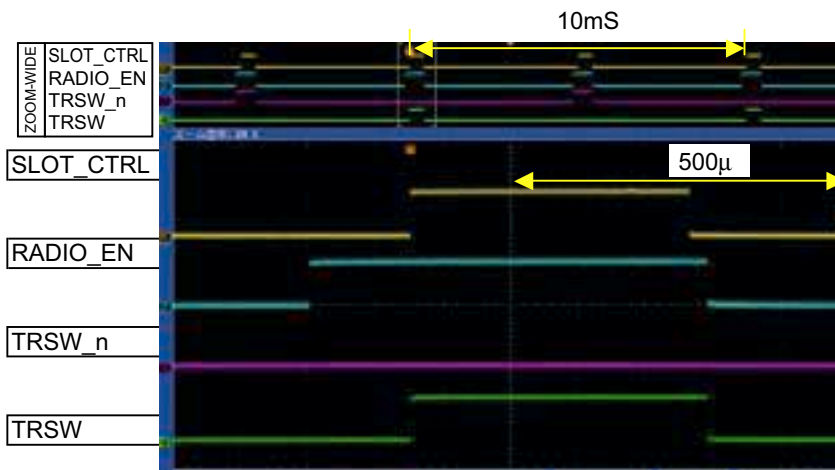 10mS
ZOOM-WIDE
SLOT_CTRL
RADIO_EN
TRSW_n
TRSW
SLOT_CTRL
500μ
RADIO_EN
TRSW_n
TRSW